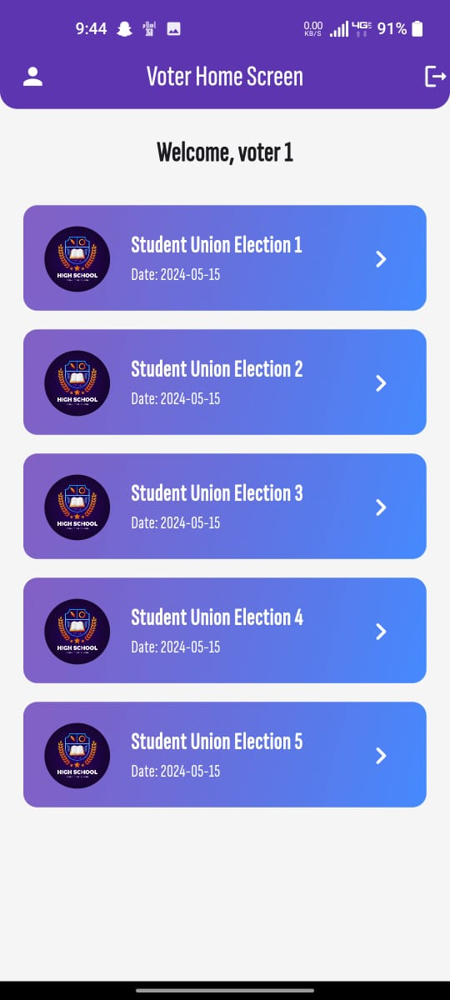 9:44 0.00 KB/S 4G 91%
Voter Home Screen
Welcome, voter 1
Student Union Election 1
HIGH SCHOOL
Date: 2024-05-15
Student Union Election 2
HIGH SCHOOL
Date: 2024-05-15
Student Union Election 3
HIGH SCHOOL
Date: 2024-05-15
Student Union Election 4
HIGH SCHOOL
Date: 2024-05-15
Student Union Election 5
HIGH SCHOOL
Date: 2024-05-15